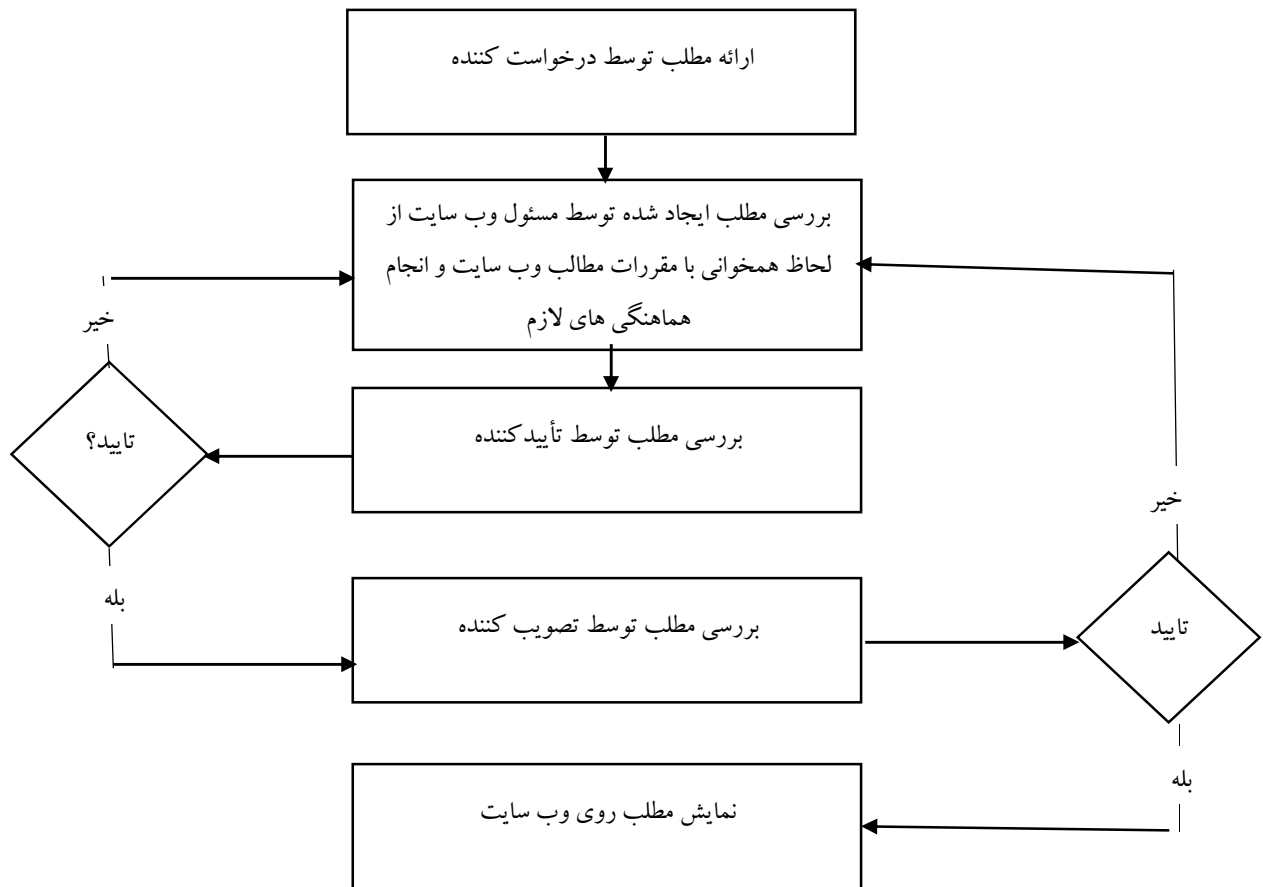 ارائه مطلب توسط درخواست کننده
بررسی مطلب ایجاد شده توسط مسئول وب سایت از
لحاظ همخوانی با مقررات مطالب وب سایت و انجام
هماهنگی های لازم
خیر
بررسی مطلب توسط تأییدکننده
تایید؟
خیر
بله
بررسی مطلب توسط تصویب کننده
تایید
بله
نمایش مطلب روی وب سایت